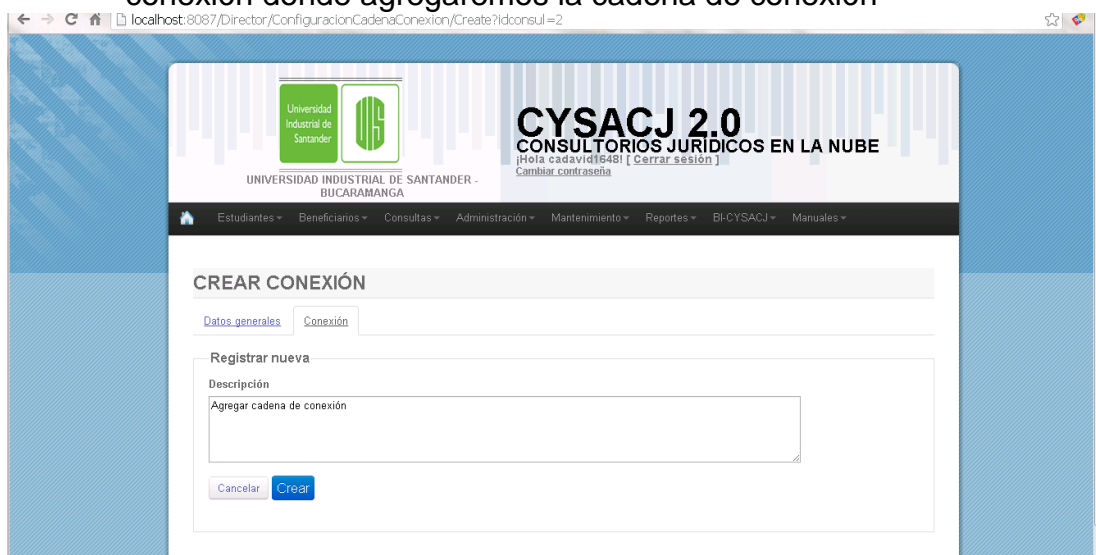 conexión donde agregaremos la cadena de conexión
localhost:8087/Director/ConfiguracionCadenaConexion/Create?idconsul=2
Universidad
Industrial de
Santander
UIS
UNIVERSIDAD INDUSTRIAL DE SANTANDER -
BUCARAMANGA
CYSACJ 2.0
CONSULTORIOS JURÍDICOS EN LA NUBE
¡Hola cadavid1648! [ Cerrar sesión ]
Cambiar contraseña
Estudiantes Beneficiarios Consultas Administración Mantenimiento Reportes BI-CYSACJ Manuales
CREAR CONEXIÓN
Datos generales Conexión
Registrar nueva
Descripción
Agregar cadena de conexión
Cancelar Crear